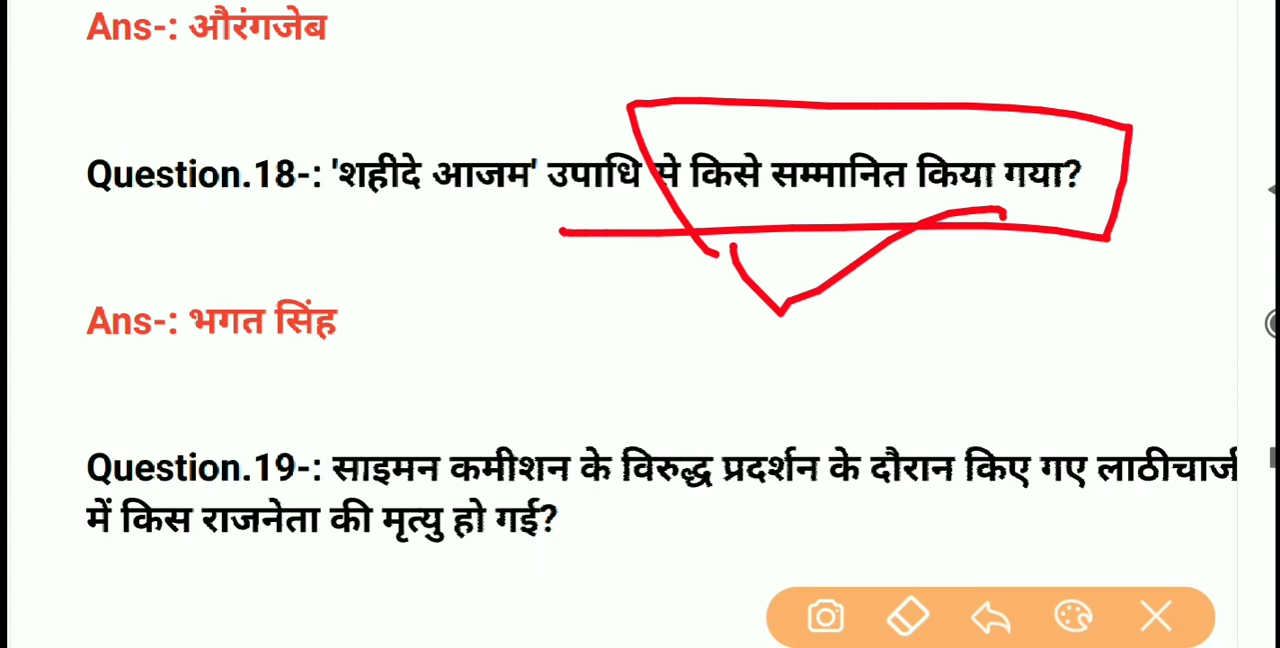 Ans-: औरंगजेब
Question.18-: 'शहीदे आजम' उपाधि से किसे सम्मानित किया गया?
Ans-: भगत सिंह
Question.19-: साइमन कमीशन के विरुद्ध प्रदर्शन के दौरान किए गए लाठीचार्ज
में किस राजनेता की मृत्यु हो गई?